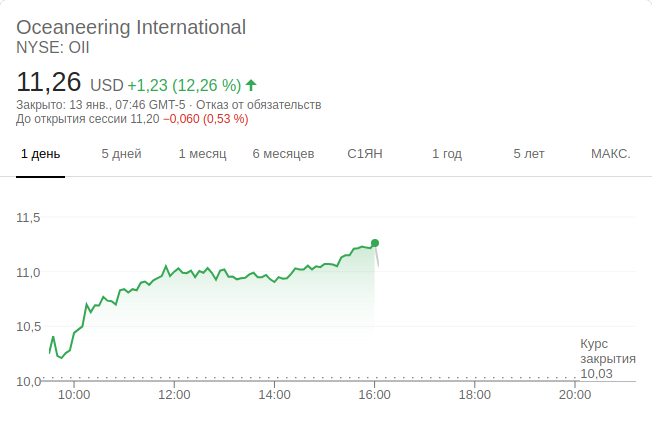 Oceaneering International
NYSE: OII
11,26 USD +1,23 (12,26 %)
Закрыто: 13 янв., 07:46 GMT-5 · Отказ от обязательств
До открытия сессии 11,20 −0,060 (0,53 %)
1 день 5 дней 1 месяц 6 месяцев С1ЯН 1 год 5 лет МАКС.
11,5
11,0
10,5
Курс
закрытия
10,03
10,0
10:00 12:00 14:00 16:00 18:00 20:00